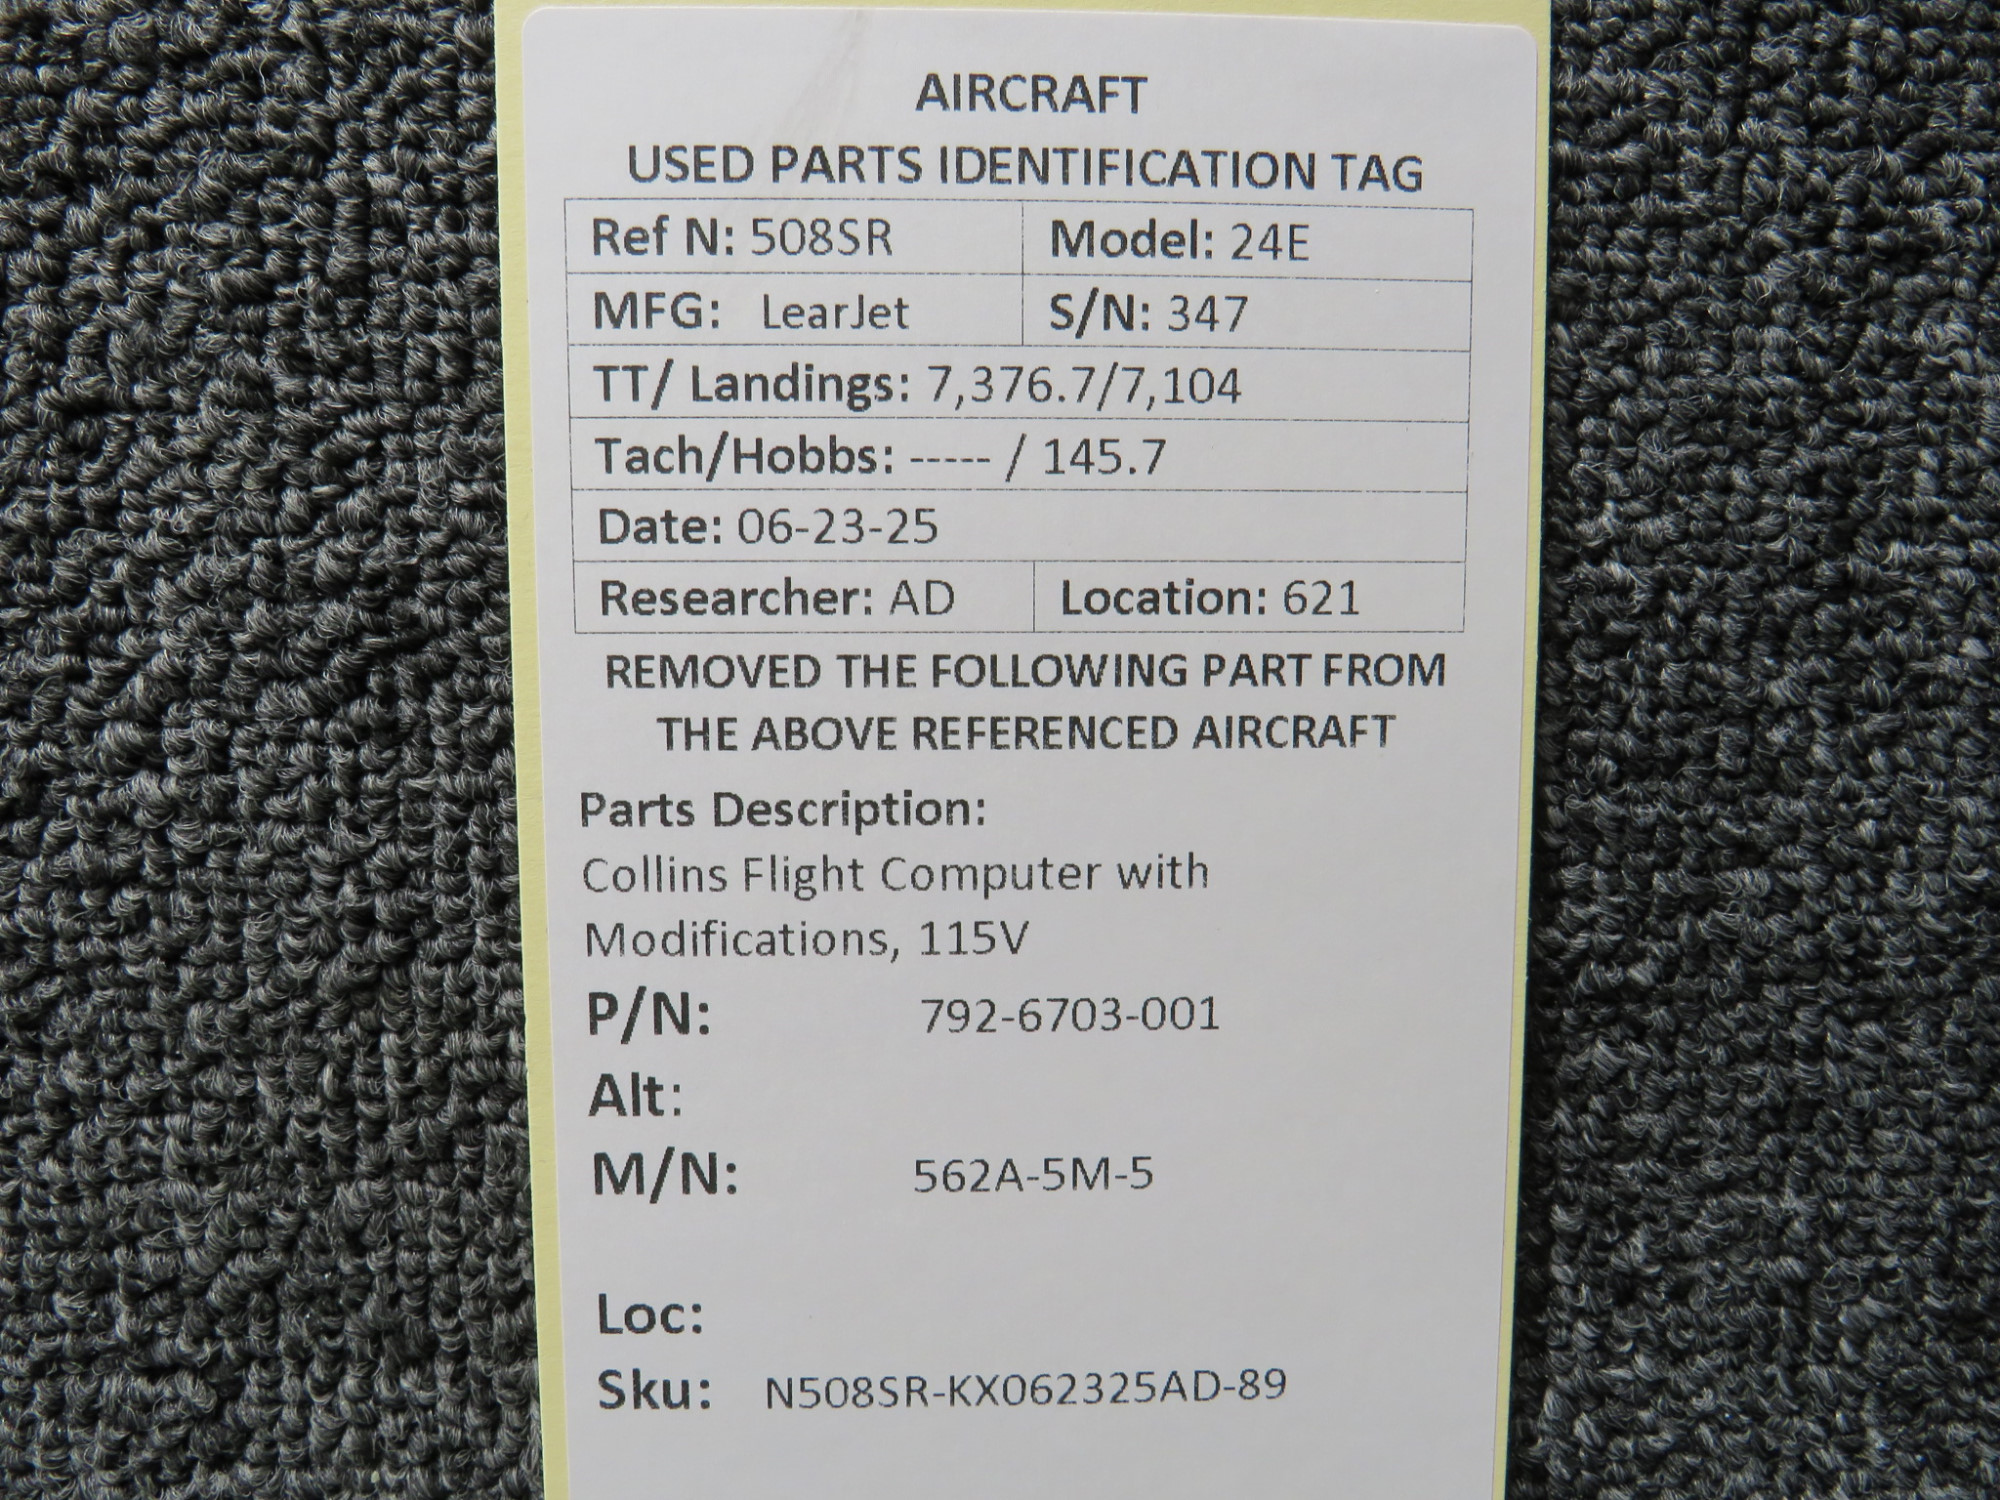 AIRCRAFT
USED PARTS IDENTIFICATION TAG
Ref N: 508SR Model: 24E
MFG: LearJet S/N: 347
TT/ Landings: 7,376.7/7,104
Tach/Hobbs: ----- / 145.7
Date: 06-23-25
Researcher: AD Location: 621
REMOVED THE FOLLOWING PART FROM
THE ABOVE REFERENCED AIRCRAFT
Parts Description:
Collins Flight Computer with
Modifications, 115V
P/N: 792-6703-001
Alt:
M/N: 562A-5M-5
Loc:
Sku: N508SR-KX062325AD-89